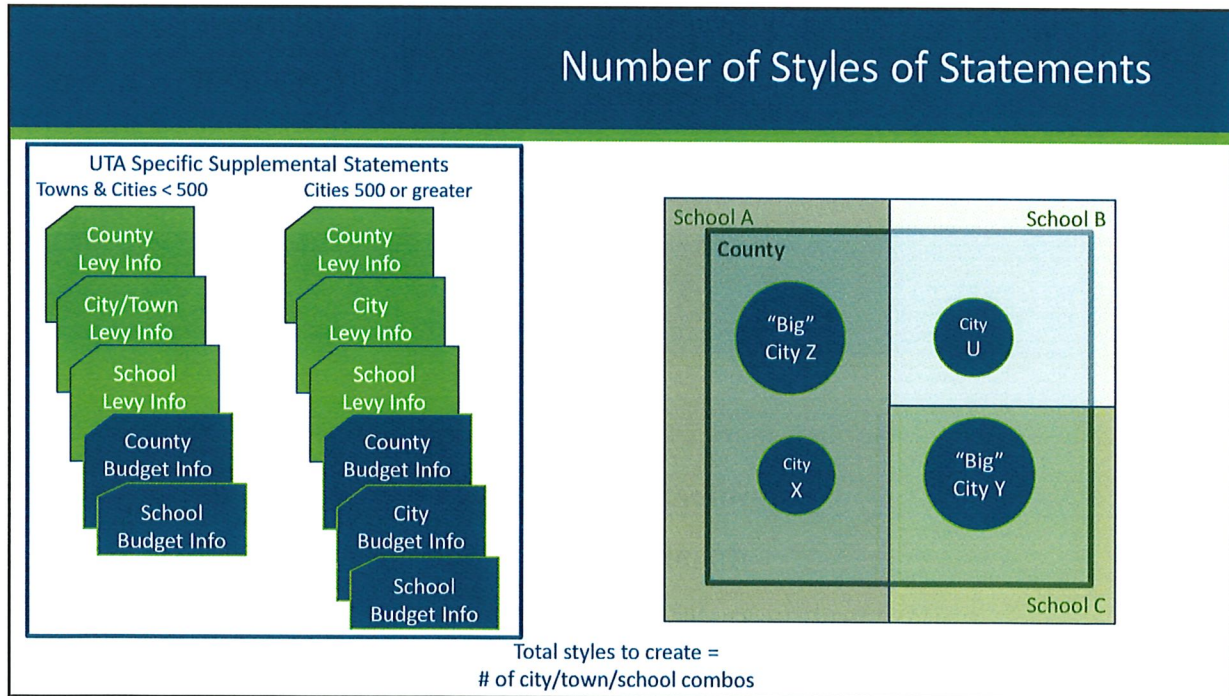 Number of Styles of Statements
UTA Specific Supplemental Statements
Towns & Cities < 500
Cities 500 or greater
County
Levy Info
City/Town
Levy Info
School
Levy Info
County
Budget Info
School
Budget Info
County
Levy Info
City
Levy Info
School
Levy Info
County
Budget Info
City
Budget Info
School
Budget Info
School A
School B
County
"Big"
City Z
City
U
City
X
"Big"
City Y
School C
Total styles to create =
# of city/town/school combos